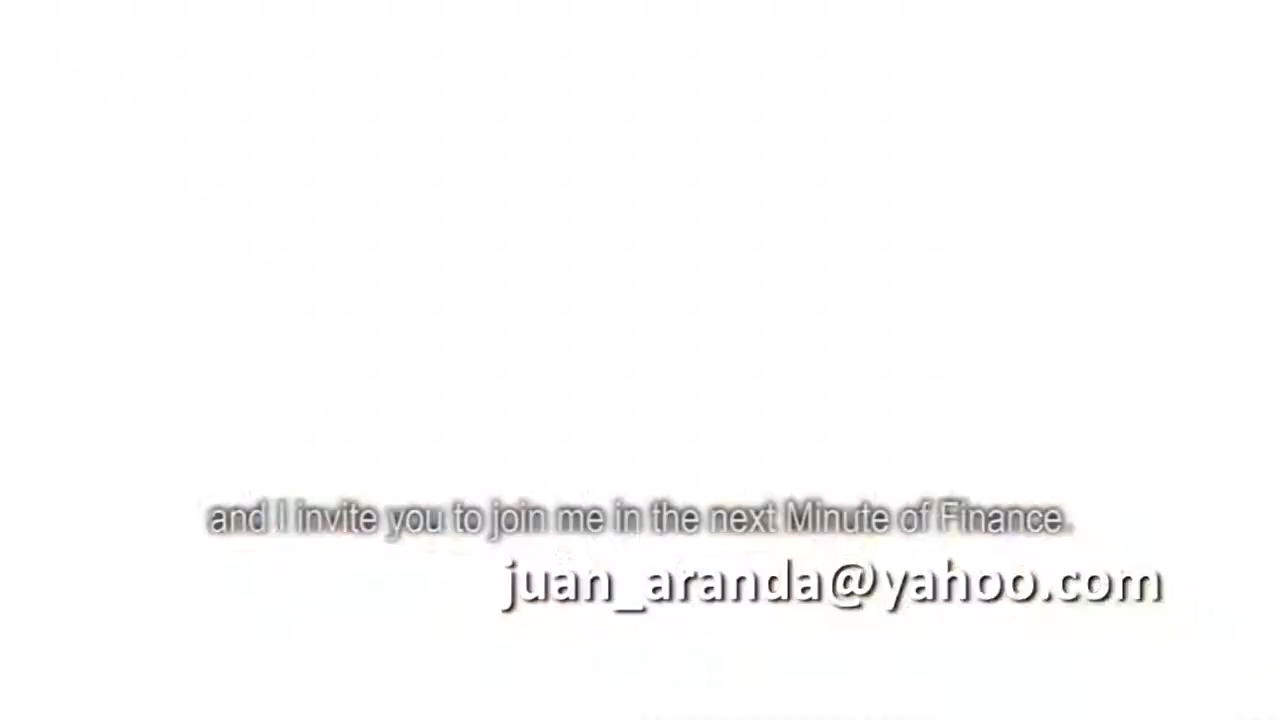 and I invite you to join me in the next Minute of Finance.
juan_aranda@yahoo.com